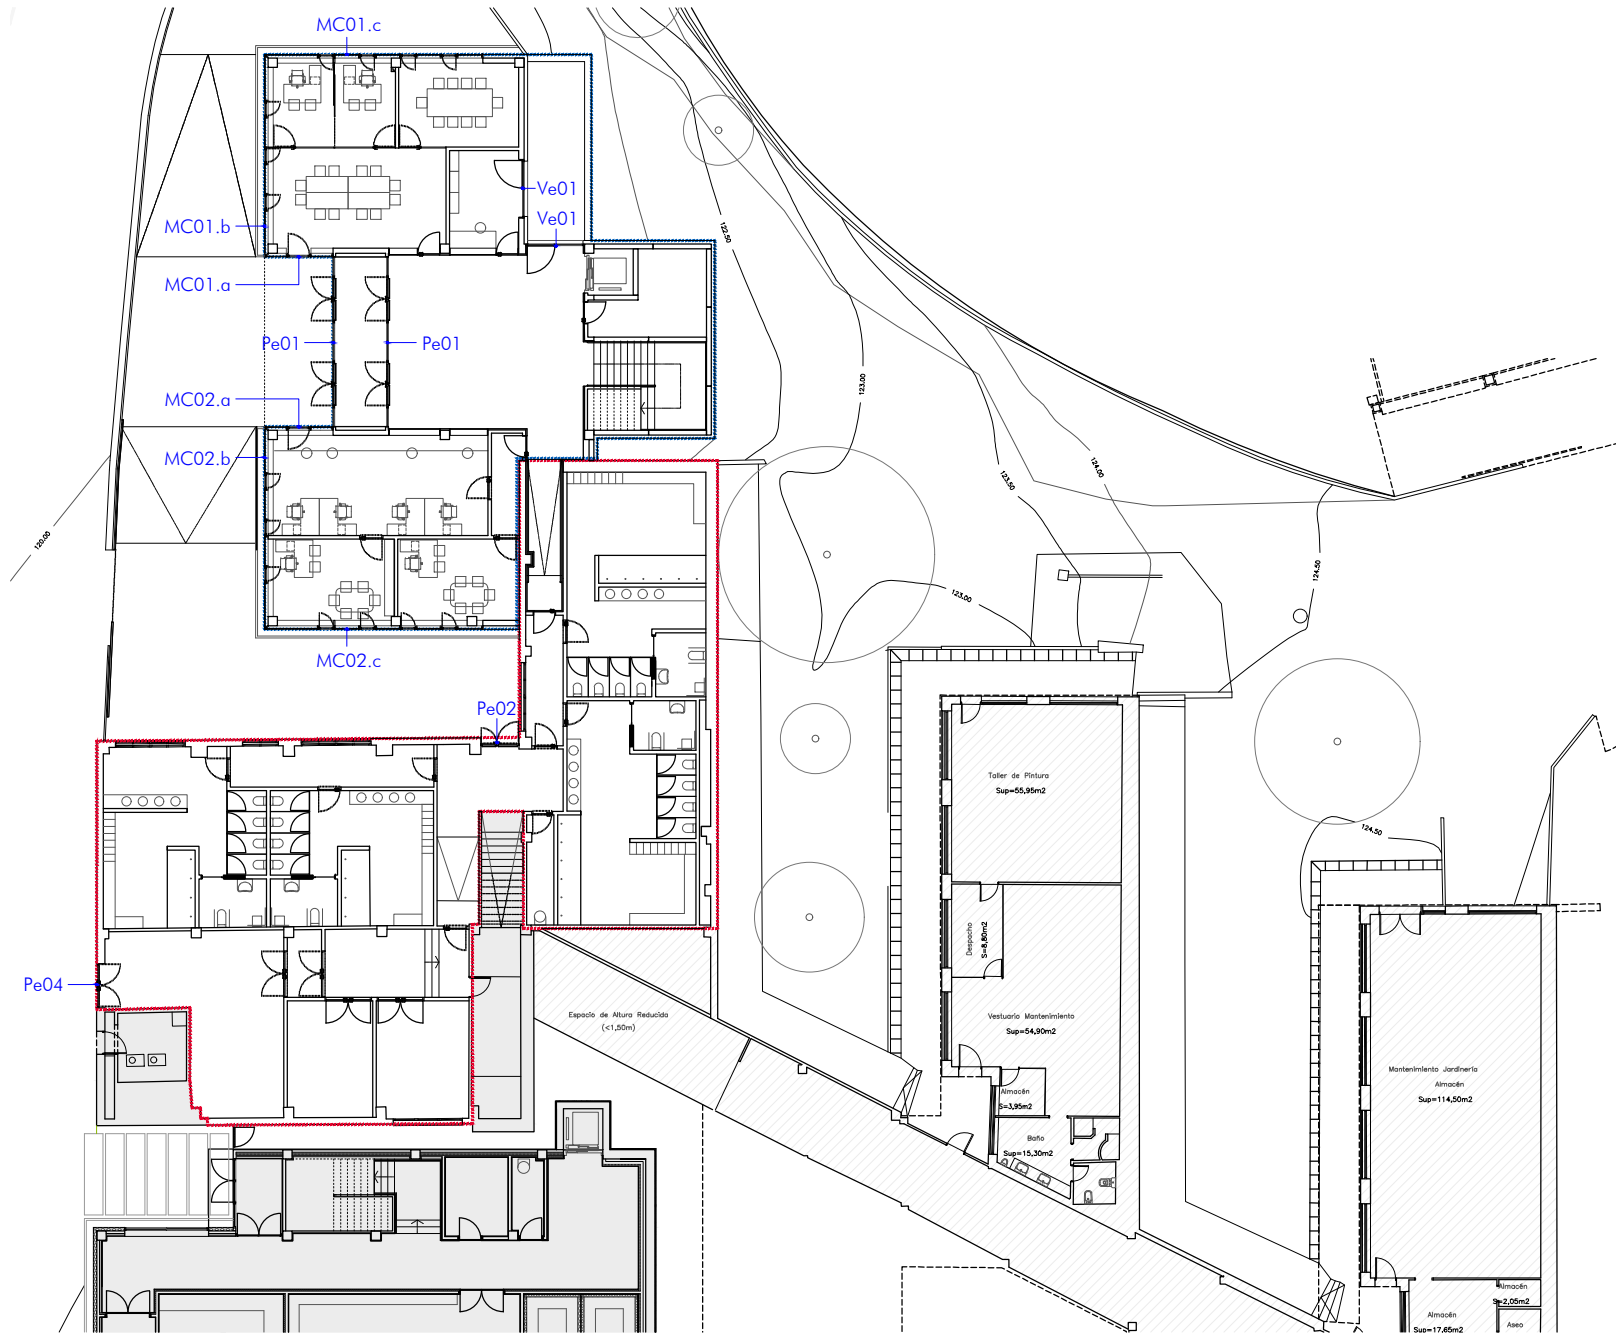 MC01.c
Ve01
Ve01
MC01.b
MC01.a
Pe01
Pe01
MC02.a
MC02.b
MC02.c
Pe02
Pe04
122.50
123.00
123.50
124.00
124.50
120.00
123.00
124.50
Taller de Pintura
Sup=55,95m2
Despacho
S=8,80m2
Vestuario Mantenimiento
Sup=54,90m2
Espacio de Altura Reducida
(<1,50m)
Almacén
S=3,95m2
Baño
Sup=15,30m2
Mantenimiento Jardinería
Almacén
Sup=114,50m2
Almacén
S=2,05m2
Almacén
Sup=17,65m2
Aseo